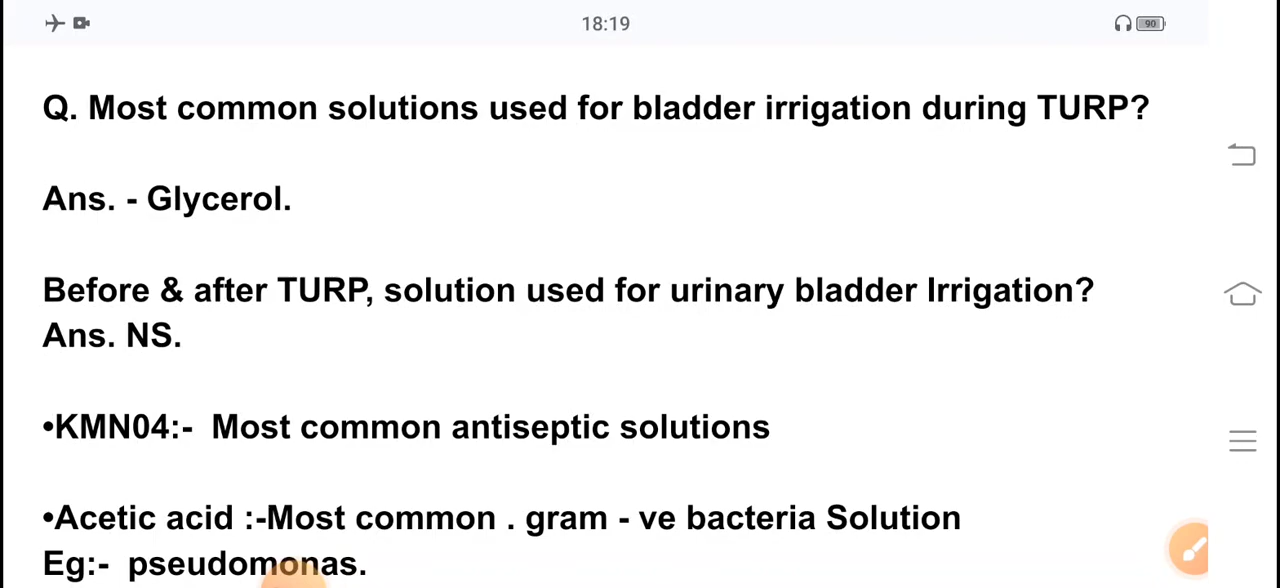 18:19
90
Q. Most common solutions used for bladder irrigation during TURP?
Ans. - Glycerol.
Before & after TURP, solution used for urinary bladder Irrigation?
Ans. NS.
•KMN04:- Most common antiseptic solutions
•Acetic acid :-Most common . gram - ve bacteria Solution
Eg:- pseudomonas.